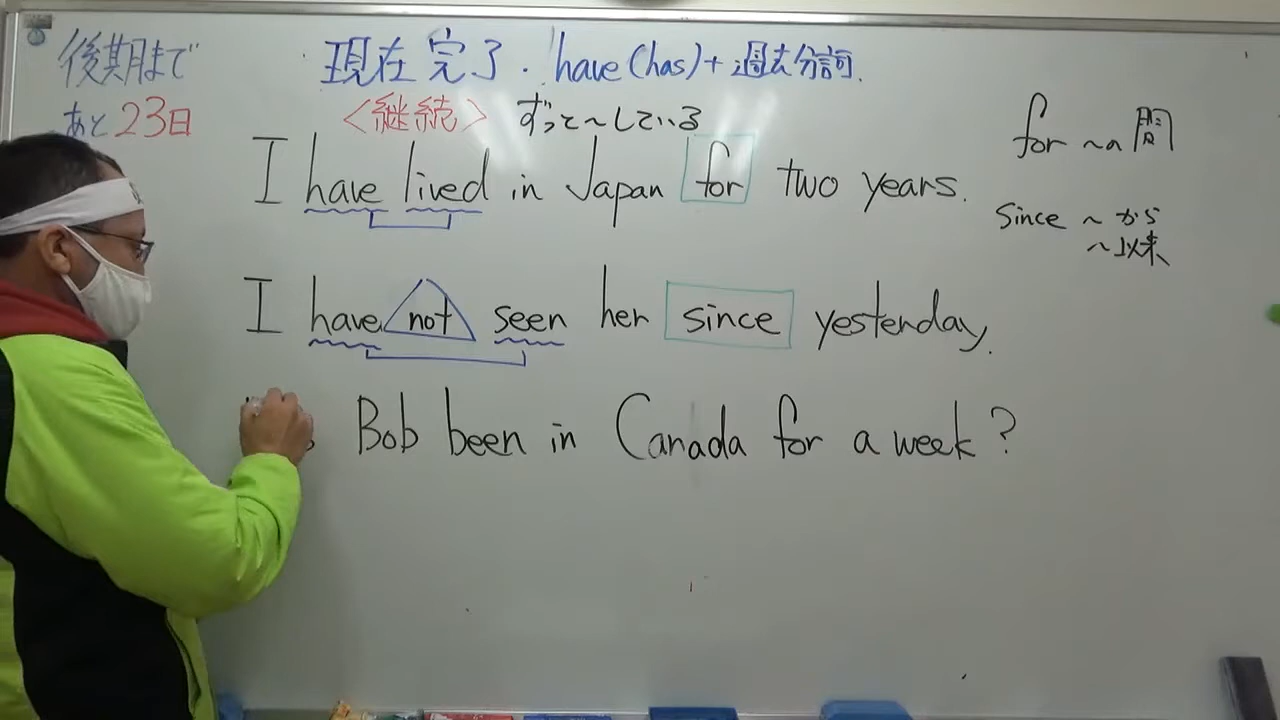 後期まで
あと23日
現在完了. have(has)+過去分詞.
<継続> ずっと〜している
I have lived in Japan for two years.
for 〜の間
since 〜から
〜以来
I have not seen her since yesterday.
Bob been in Canada for a week?